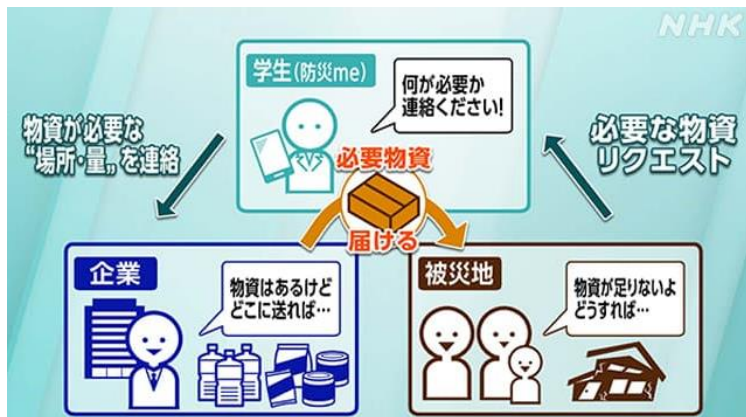 NHK
学生(防災me)
何が必要か
連絡ください!
物資が必要な
“場所・量„を連絡
必要な物資
リクエスト
必要物資
届ける
企業
物資はあるけど
どこに送れば…
被災地
物資が足りないよ
どうすれば…